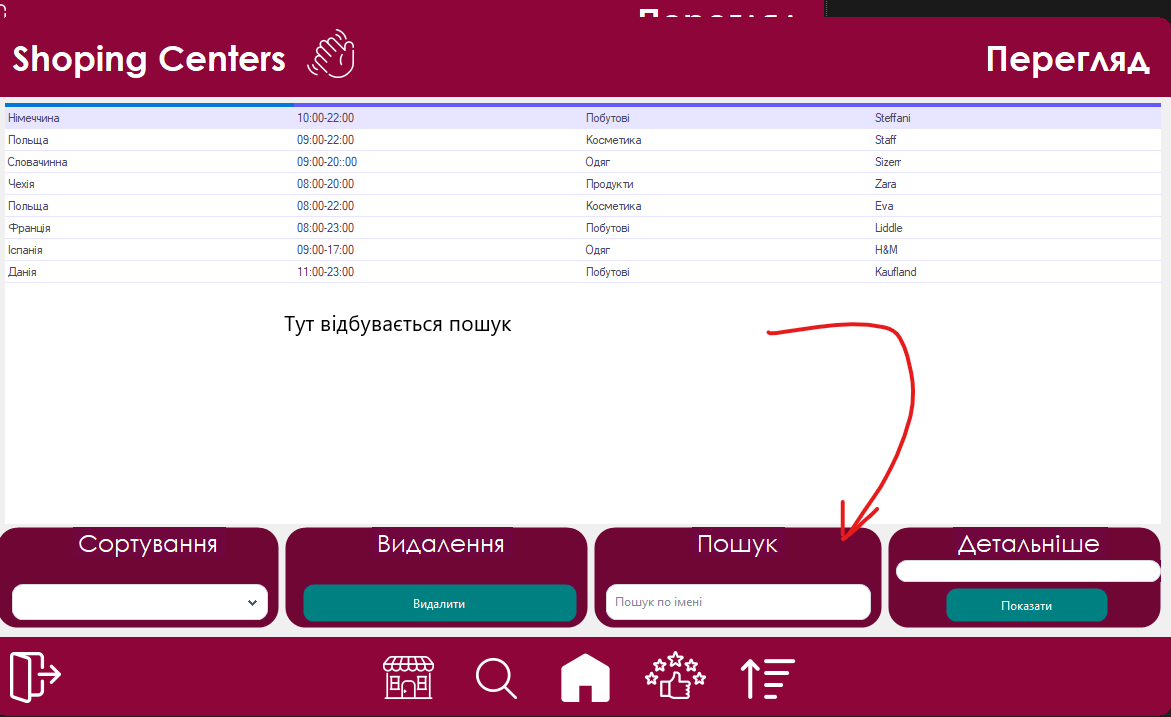 Shoping Centers
Перегляд
Німеччина 10:00-22:00 Побутові Steffani
Польща 09:00-22:00 Косметика Staff
Словаччинна 09:00-20::00 Одяг Sizerr
Чехія 08:00-20:00 Продукти Zara
Польща 08:00-22:00 Косметика Eva
Франція 08:00-23:00 Побутові Liddle
Іспанія 09:00-17:00 Одяг H&M
Данія 11:00-23:00 Побутові Kaufland
Тут відбувається пошук
Сортування
Видалення
Видалити
Пошук
Пошук по імені
Детальніше
Показати